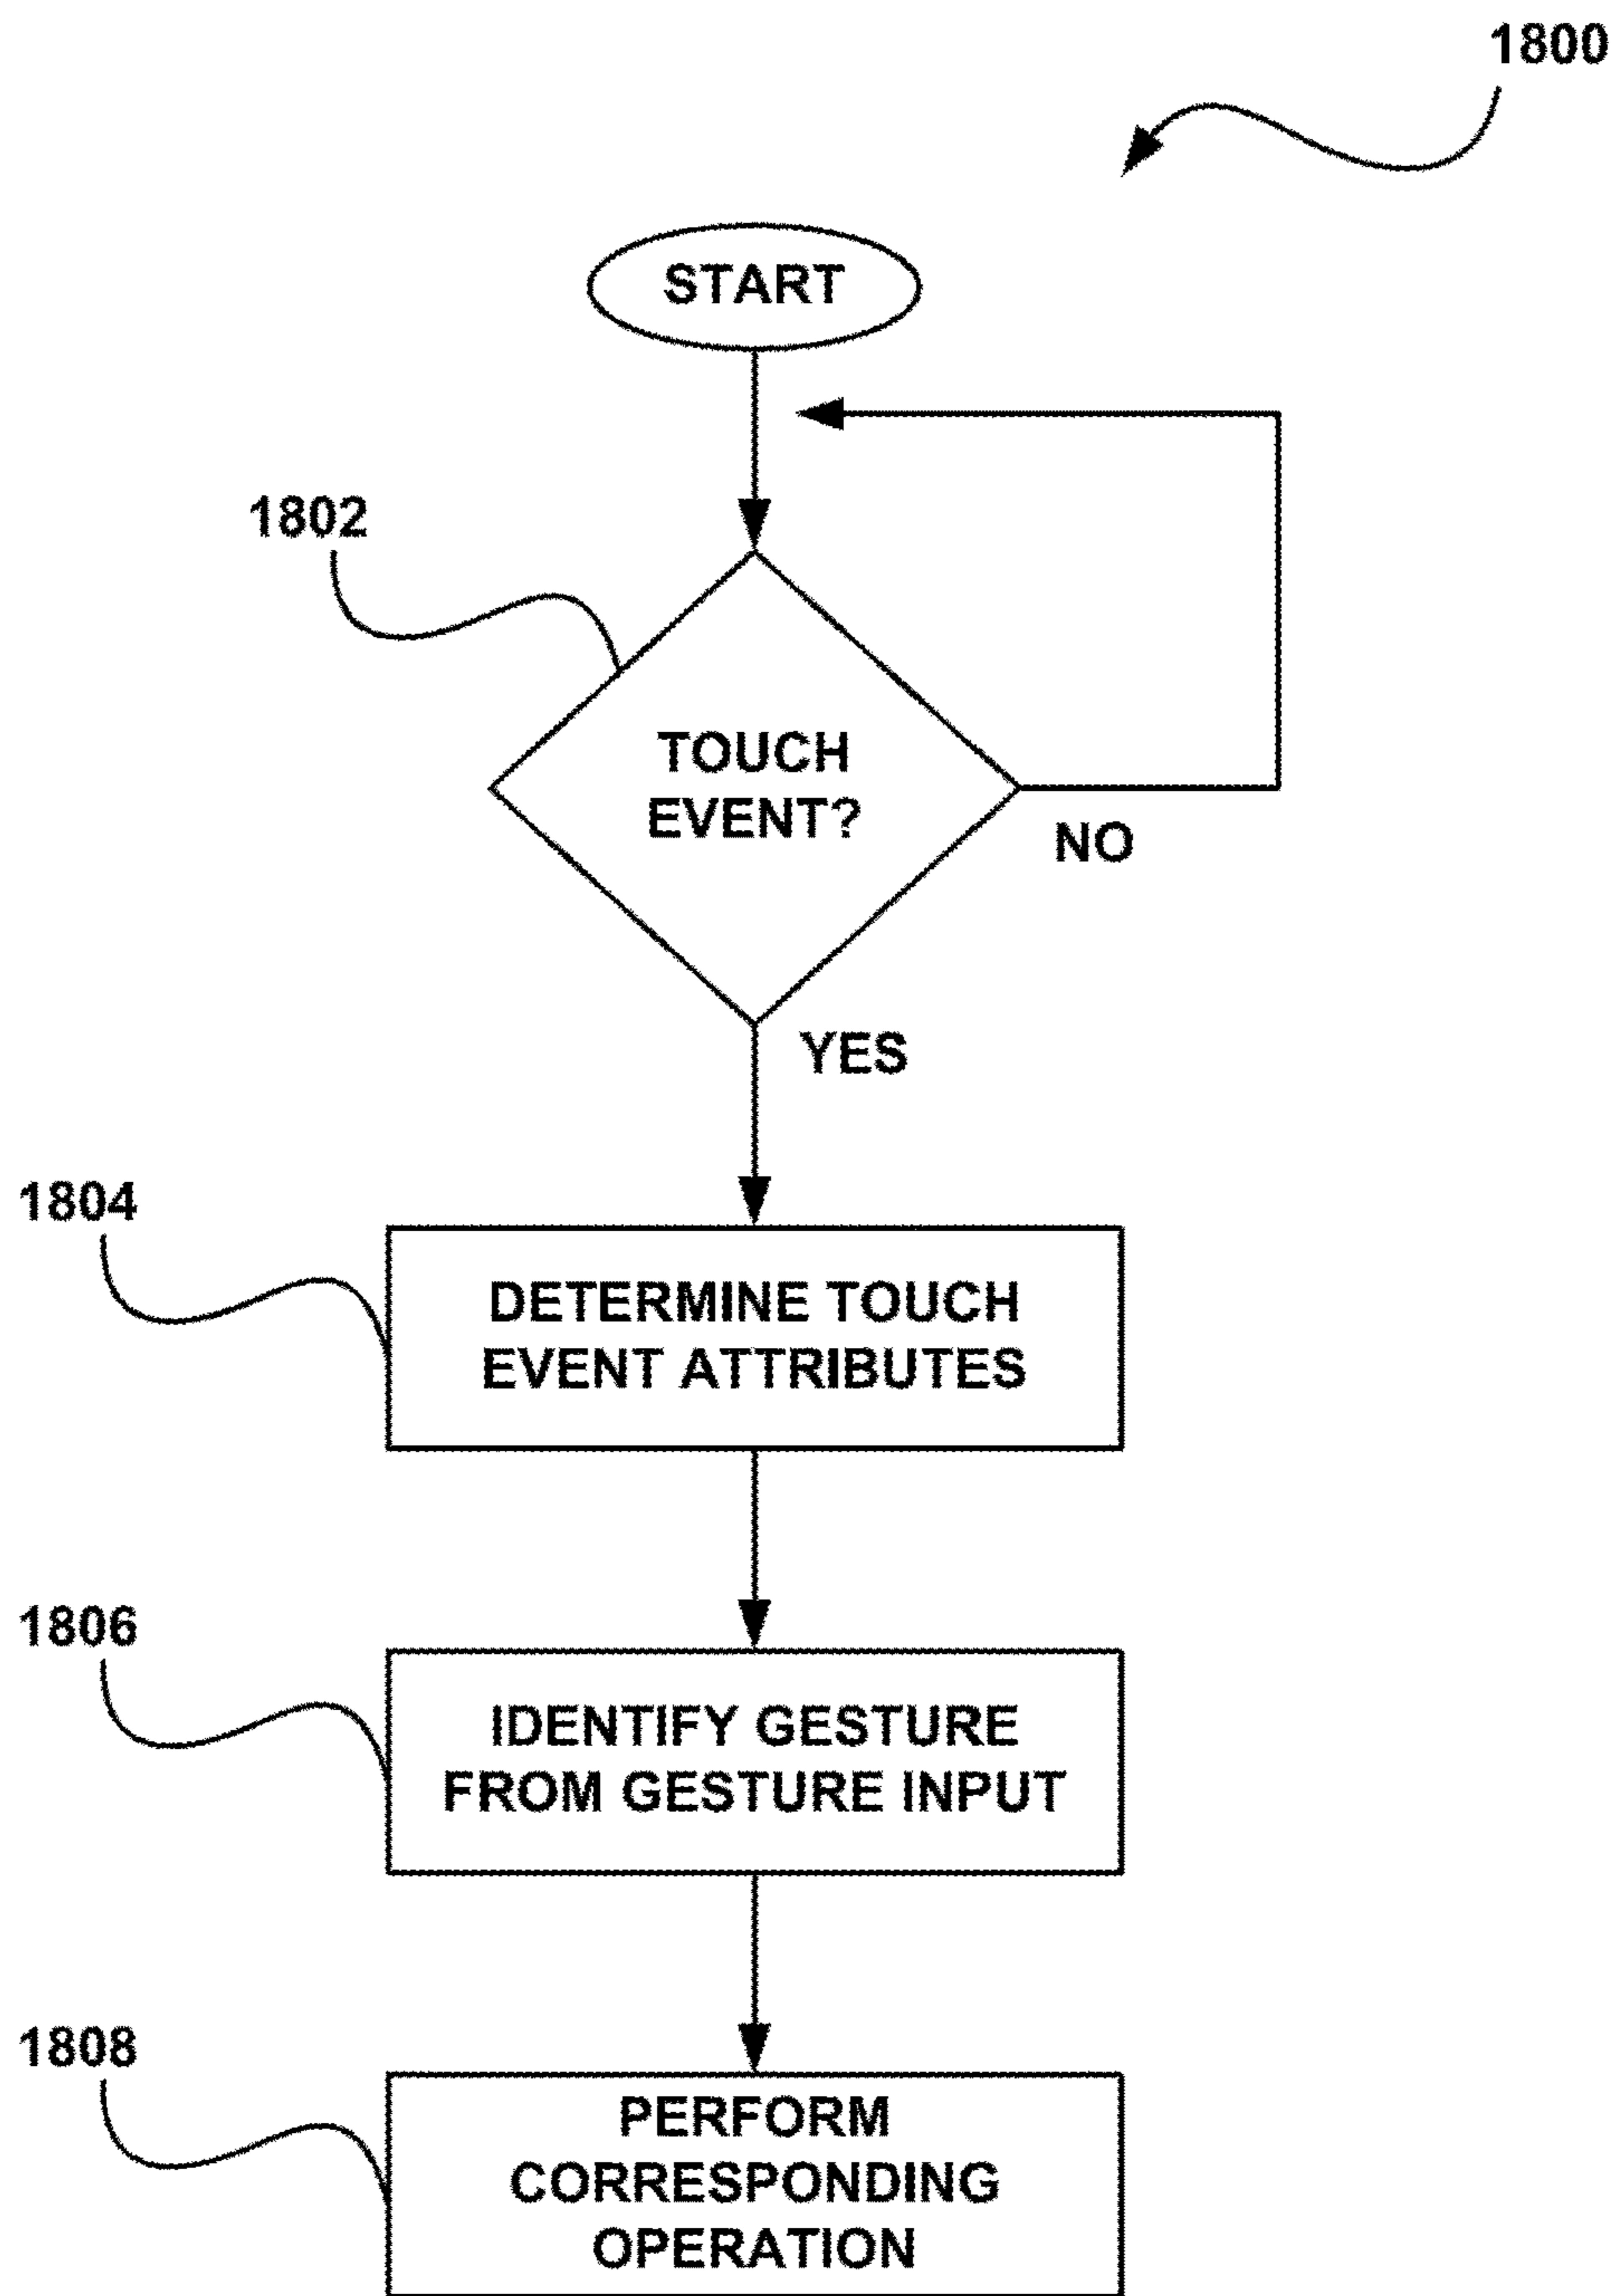 1800
START
1802
TOUCH
EVENT?
NO
YES
1804
DETERMINE TOUCH
EVENT ATTRIBUTES
1806
IDENTIFY GESTURE
FROM GESTURE INPUT
1808
PERFORM
CORRESPONDING
OPERATION